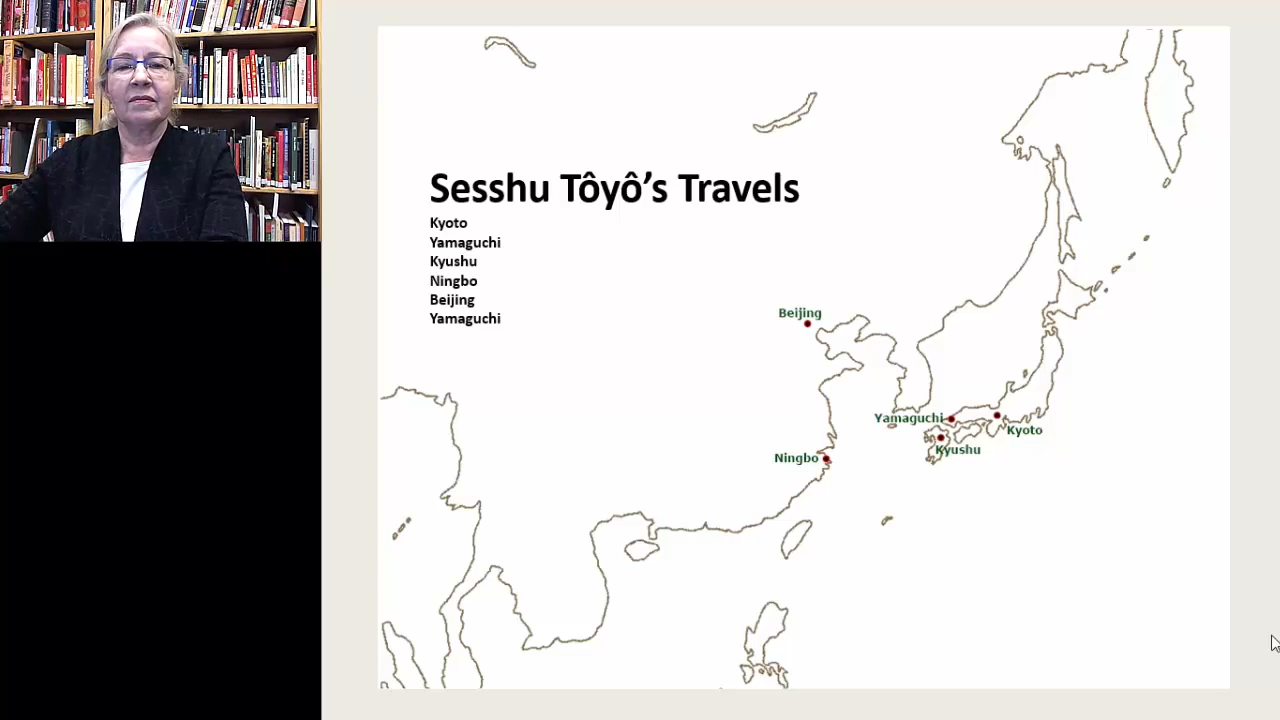 Sesshu Tôyô's Travels
Kyoto
Yamaguchi
Kyushu
Ningbo
Beijing
Yamaguchi
Beijing
Yamaguchi
Kyoto
Kyushu
Ningbo